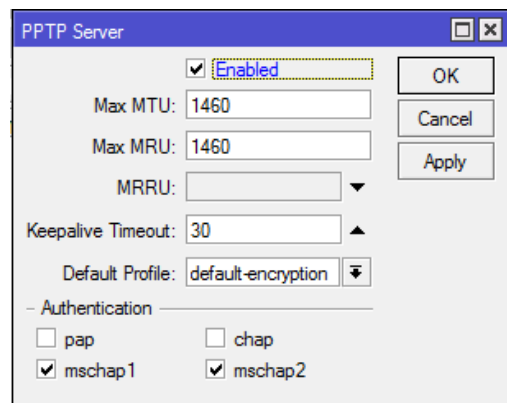 PPTP Server
Enabled
OK
Max MTU: 1460
Cancel
Max MRU: 1460
Apply
MRRU:
Keepalive Timeout: 30
Default Profile: default-encryption
Authentication
pap chap
mschap1 mschap2